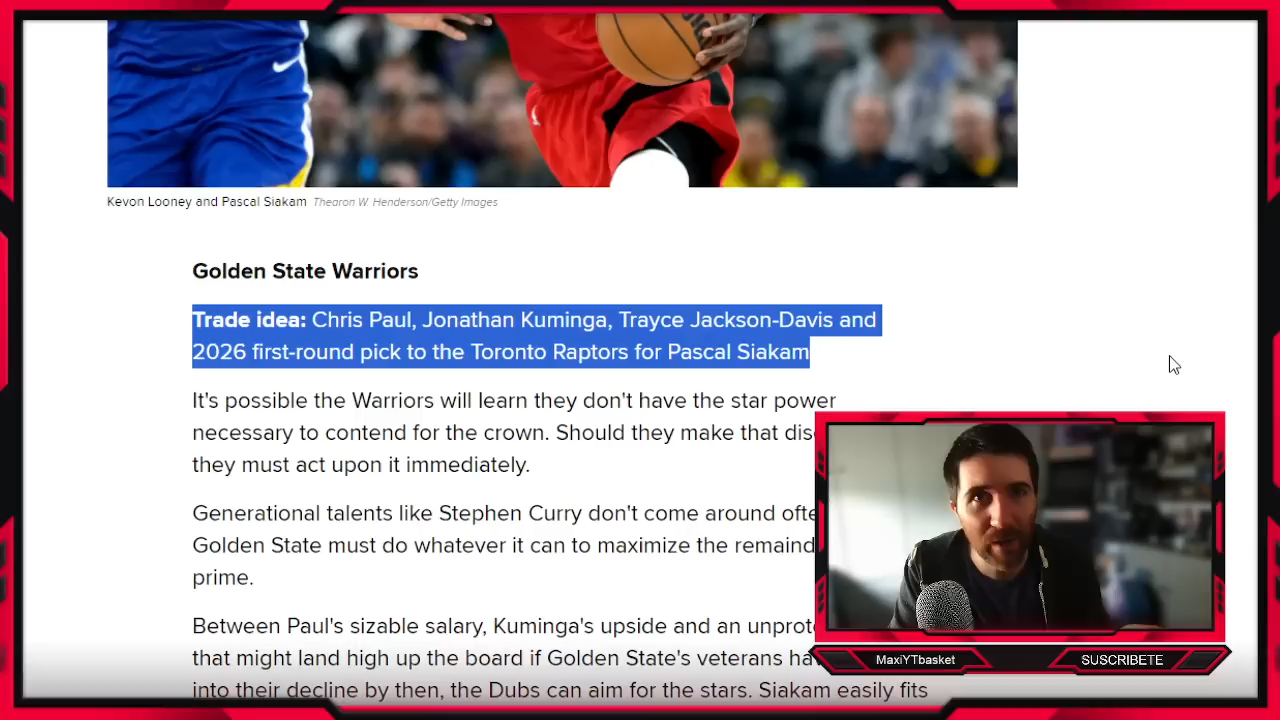 Kevon Looney and Pascal Siakam Thearon W. Henderson/Getty Images
Golden State Warriors
Trade idea: Chris Paul, Jonathan Kuminga, Trayce Jackson-Davis and
2026 first-round pick to the Toronto Raptors for Pascal Siakam
It's possible the Warriors will learn they don't have the star power
necessary to contend for the crown. Should they make that
they must act upon it immediately.
Generational talents like Stephen Curry don't come around
Golden State must do whatever it can to maximize the
prime.
Between Paul's sizable salary, Kuminga's upside and an
that might land high up the board if Golden State's veterans
into their decline by then, the Dubs can aim for the stars. Siakam easily fits
MaxiYTbasket
SUSCRIBETE